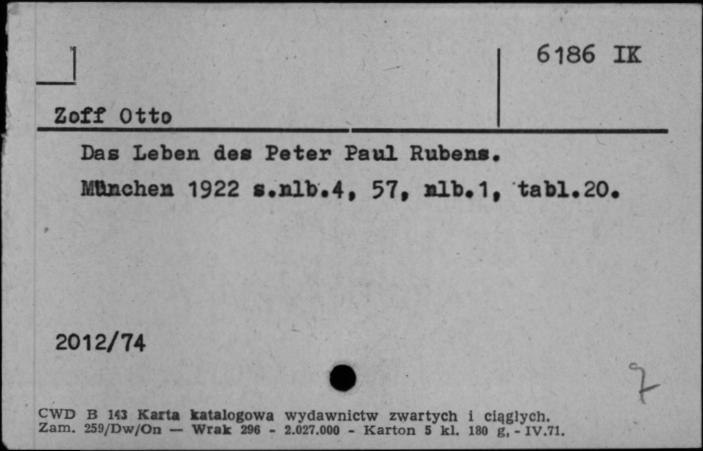 6186 IK
Zoff Otto
Das Leben des Peter Paul Rubens.
München 1922 s.nlb.4, 57, nlb.1, tabl.20.
2012/74
CWD B 143 Karta katalogowa wydawnictw zwartych i ciągłych.
Zam. 259/Dw/On — Wrak 296 - 2.027.000 - Karton 5 kl. 180 g, - IV.71.